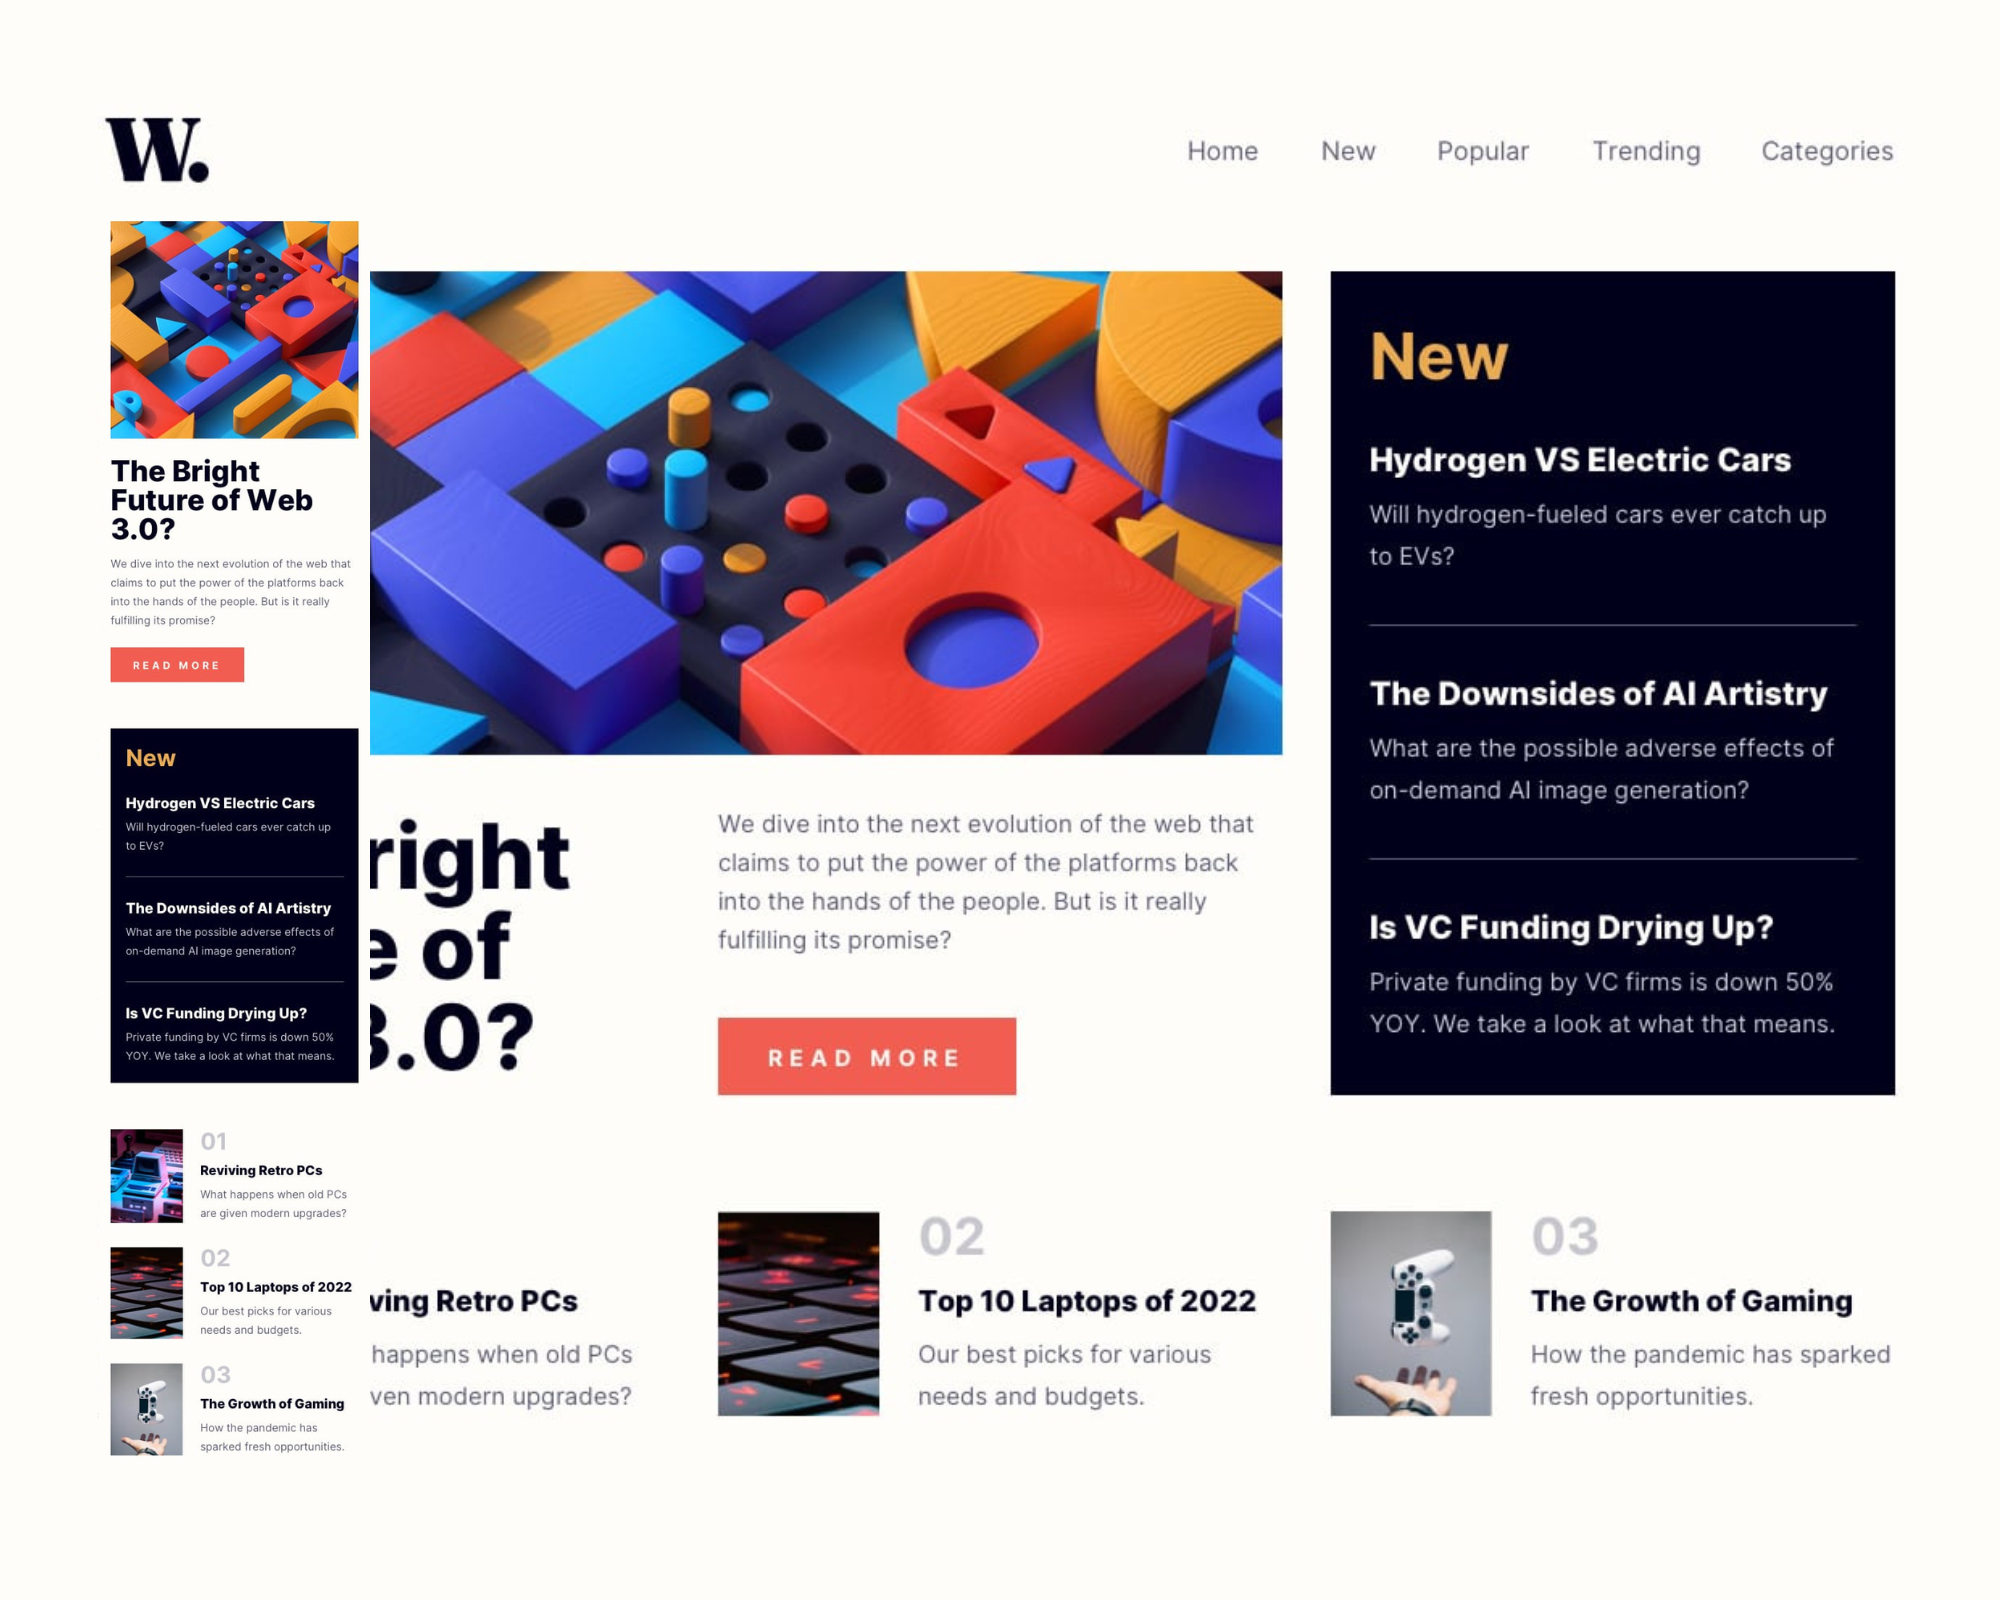 W.
Home
New
Popular
Trending
Categories
The Bright
Future of Web
3.0?
We dive into the next evolution of the web that
claims to put the power of the platforms back
into the hands of the people. But is it really
fulfilling its promise?
READ MORE
New
Hydrogen VS Electric Cars
Will hydrogen-fueled cars ever catch up
to EVs?
The Downsides of AI Artistry
What are the possible adverse effects of
on-demand AI image generation?
Is VC Funding Drying Up?
Private funding by VC firms is down 50%
YOY. We take a look at what that means.
01
Reviving Retro PCs
What happens when old PCs
are given modern upgrades?
02
Top 10 Laptops of 2022
Our best picks for various
needs and budgets.
03
The Growth of Gaming
How the pandemic has
sparked fresh opportunities.
right
e of
3.0?
We dive into the next evolution of the web that
claims to put the power of the platforms back
into the hands of the people. But is it really
fulfilling its promise?
READ MORE
New
Hydrogen VS Electric Cars
Will hydrogen-fueled cars ever catch up
to EVs?
The Downsides of AI Artistry
What are the possible adverse effects of
on-demand AI image generation?
Is VC Funding Drying Up?
Private funding by VC firms is down 50%
YOY. We take a look at what that means.
ving Retro PCs
happens when old PCs
ven modern upgrades?
02
Top 10 Laptops of 2022
Our best picks for various
needs and budgets.
03
The Growth of Gaming
How the pandemic has sparked
fresh opportunities.